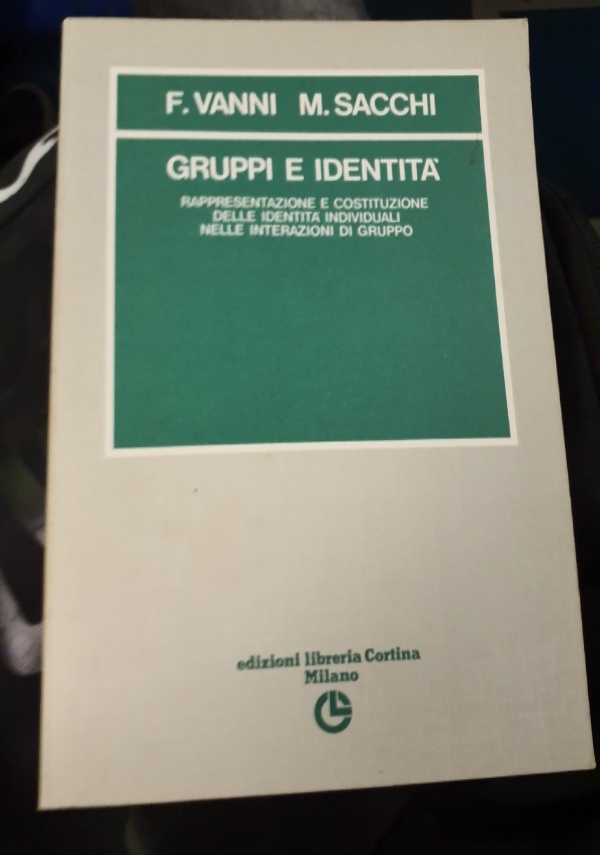 F. VANNI M. SACCHI
GRUPPI E IDENTITÀ
RAPPRESENTAZIONE E COSTITUZIONE
DELLE IDENTITÀ INDIVIDUALI
NELLE INTERAZIONI DI GRUPPO
edizioni libreria Cortina
Milano